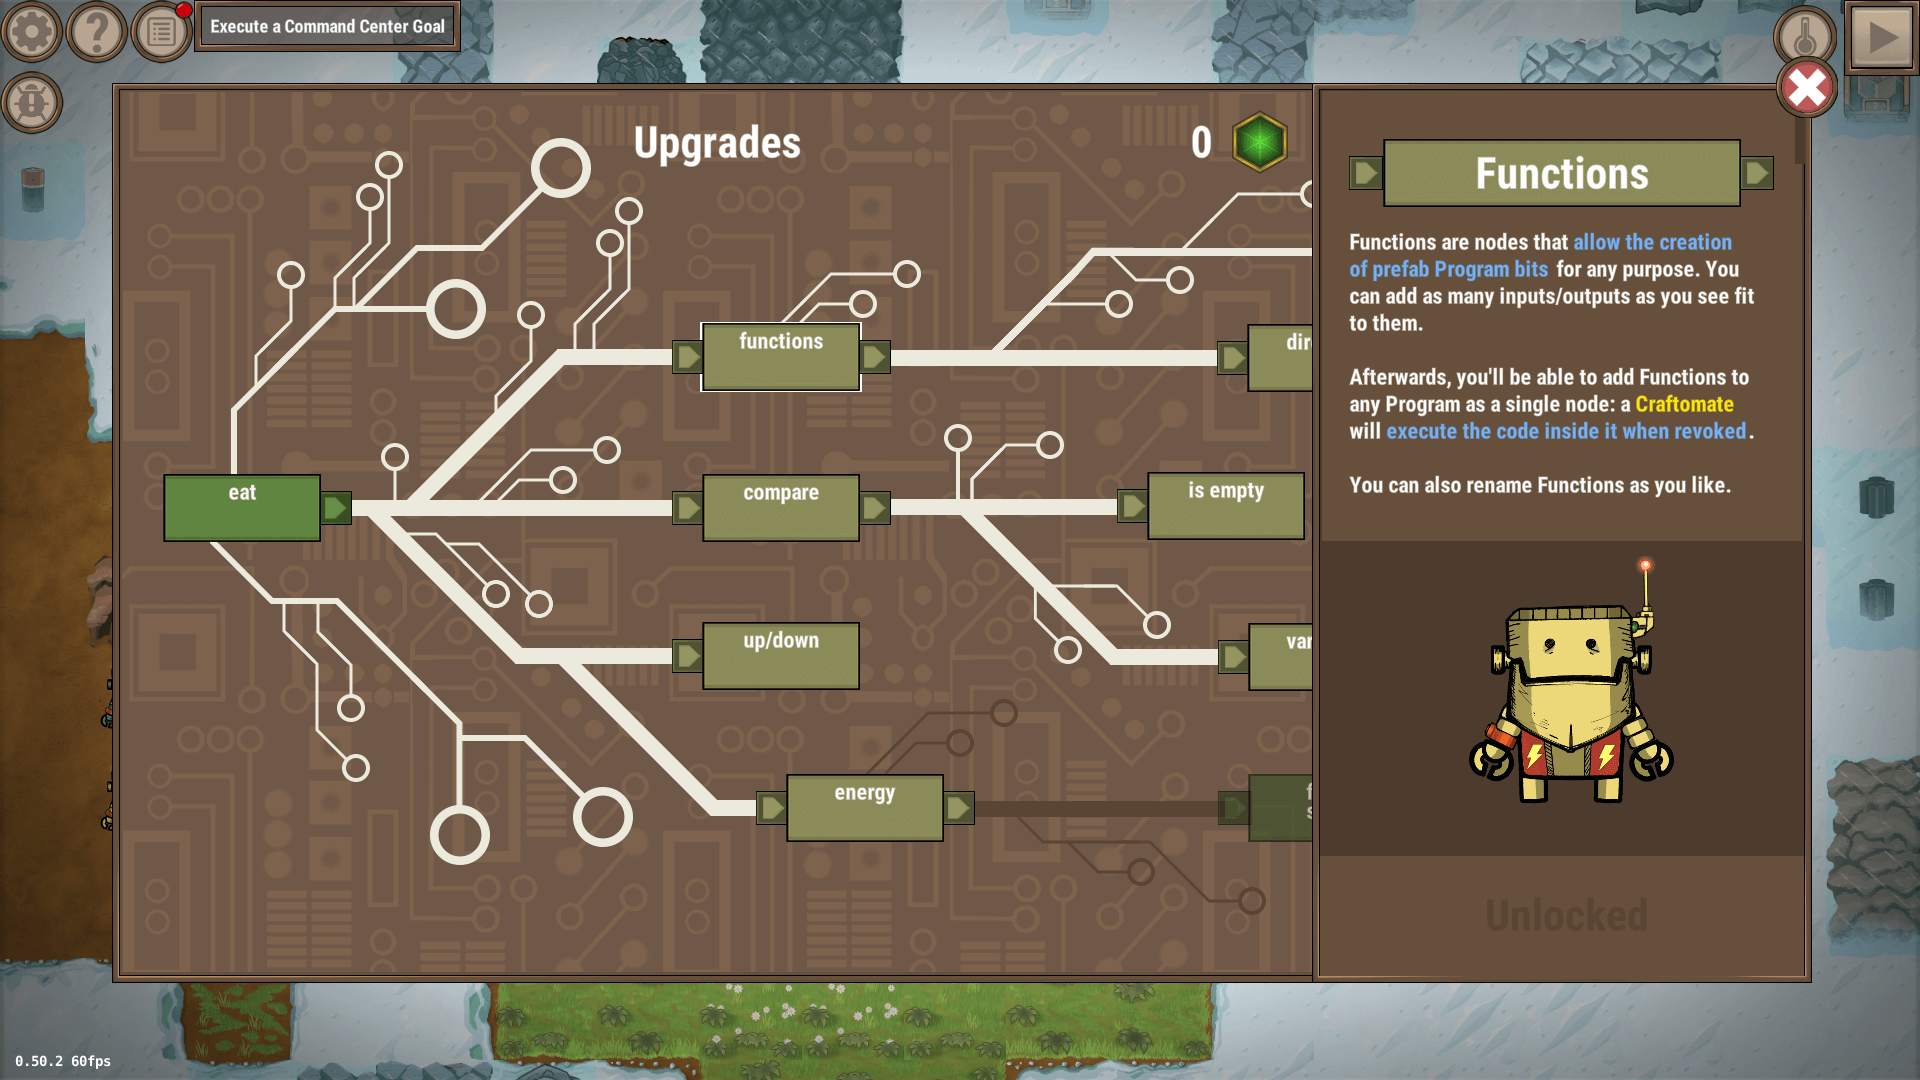 Execute a Command Center Goal
Upgrades
0
Functions
Functions are nodes that allow the creation
of prefab Program bits for any purpose. You
can add as many inputs/outputs as you see fit
to them.
Afterwards, you'll be able to add Functions to
any Program as a single node: a Craftomate
will execute the code inside it when revoked.
You can also rename Functions as you like.
functions
dir
eat
compare
is empty
up/down
var
energy
f
s
Unlocked
0.50.2 60fps